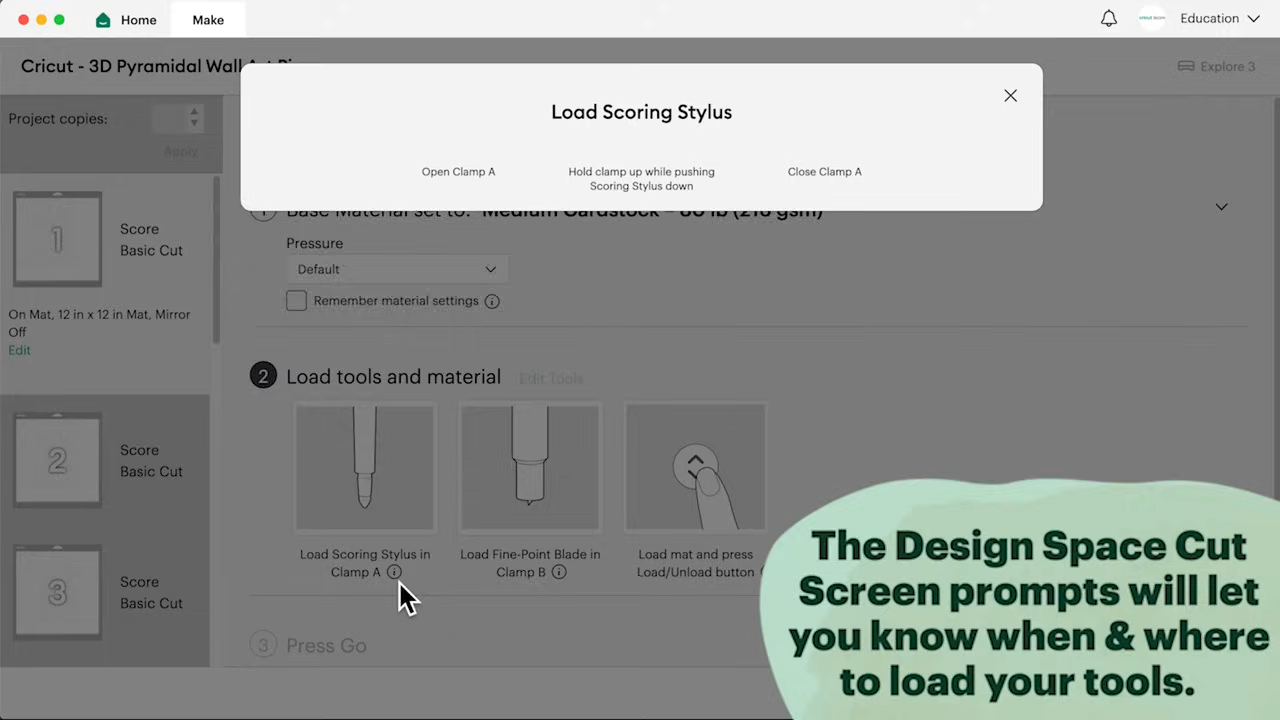 Home
Make
Education
Cricut - 3D Pyramidal Wall Art
Explore 3
Project copies:
Apply
Load Scoring Stylus
Open Clamp A
Hold clamp up while pushing
Scoring Stylus down
Close Clamp A
1
Base Material set to: Medium Cardstock – 80 lb (216 gsm)
Pressure
Default
Remember material settings
1
Score
Basic Cut
On Mat, 12 in x 12 in Mat, Mirror
Off
Edit
2
Load tools and material
Edit Tools
2
Score
Basic Cut
3
Score
Basic Cut
Load Scoring Stylus in
Clamp A
Load Fine-Point Blade in
Clamp B
Load mat and press
Load/Unload button
3
Press Go
The Design Space Cut
Screen prompts will let
you know when & where
to load your tools.